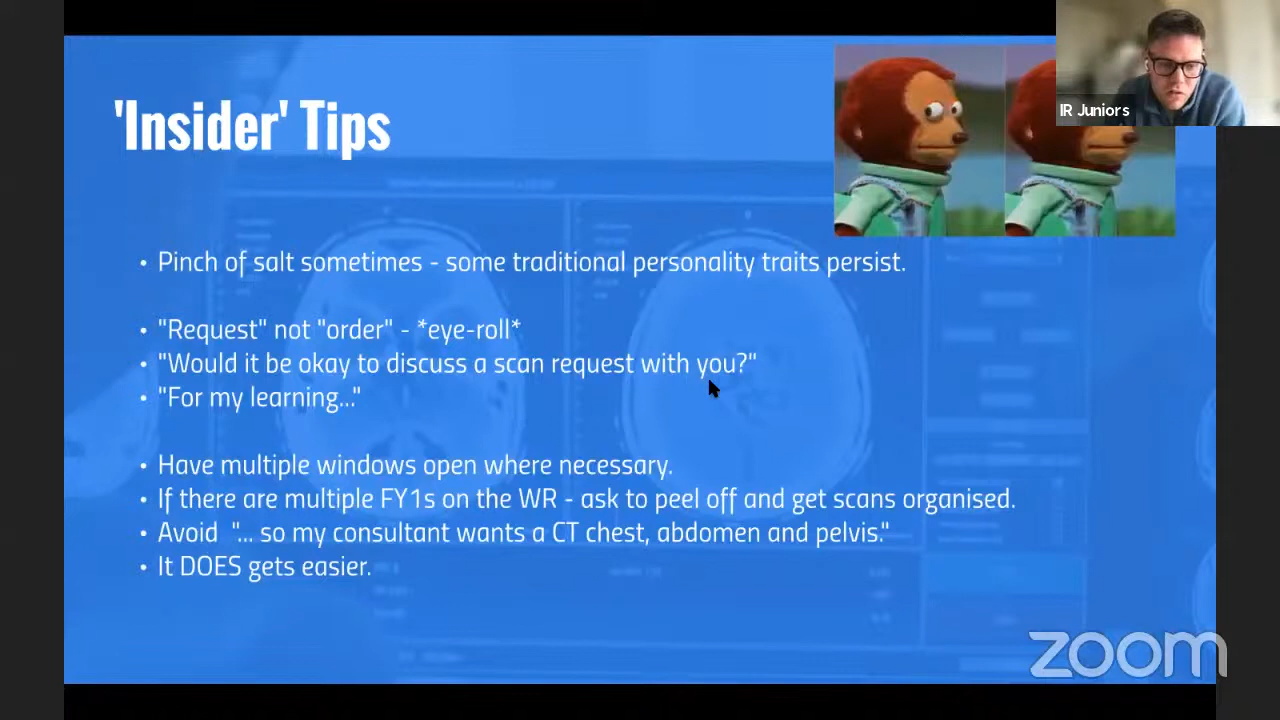 'Insider' Tips
IR Juniors
• Pinch of salt sometimes - some traditional personality traits persist.
• "Request" not "order" - *eye-roll*
• "Would it be okay to discuss a scan request with you?"
• "For my learning..."
• Have multiple windows open where necessary.
• If there are multiple FY1s on the WR - ask to peel off and get scans organised.
• Avoid "... so my consultant wants a CT chest, abdomen and pelvis."
• It DOES gets easier.
zoom